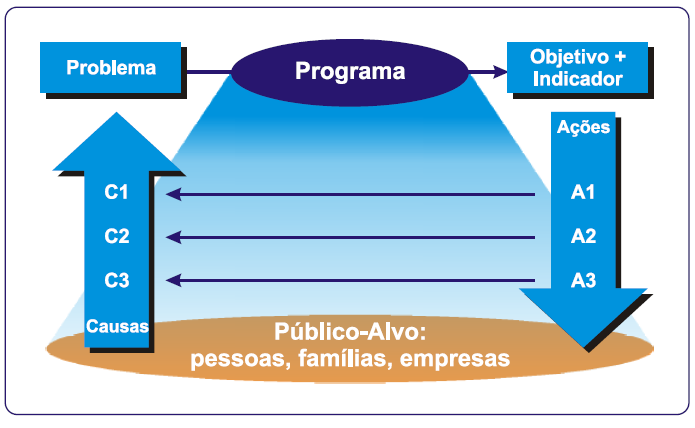 Problema
Programa
Objetivo +
Indicador
Ações
C1
A1
C2
A2
C3
A3
Causas
Público-Alvo:
pessoas, famílias, empresas